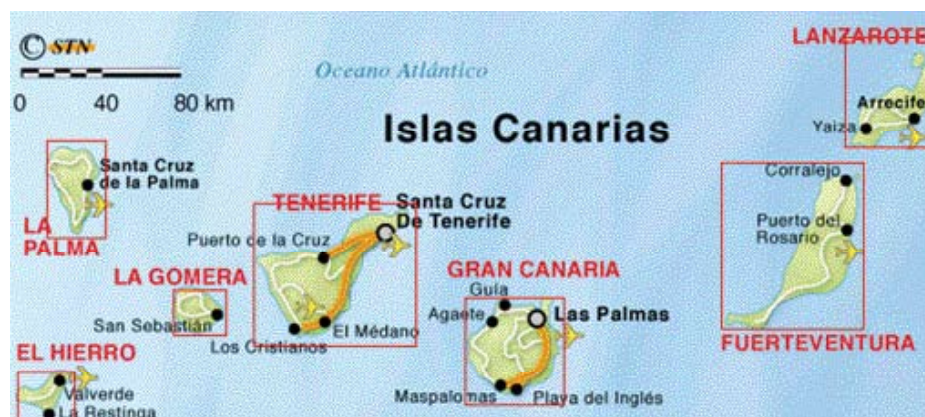 © STN
0 40 80 km
Oceano Atlántico
Islas Canarias
LANZAROTE
Arrecife
Yaiza
Santa Cruz
de la Palma
LA
PALMA
TENERIFE
Santa Cruz
De Tenerife
Puerto de la Cruz
Corralejo
Puerto del
Rosario
LA GOMERA
San Sebastián
Los Cristianos
El Médano
GRAN CANARIA
Guía
Agaete
Las Palmas
Maspalomas
Playa del Inglés
FUERTEVENTURA
EL HIERRO
Valverde
La Restinga